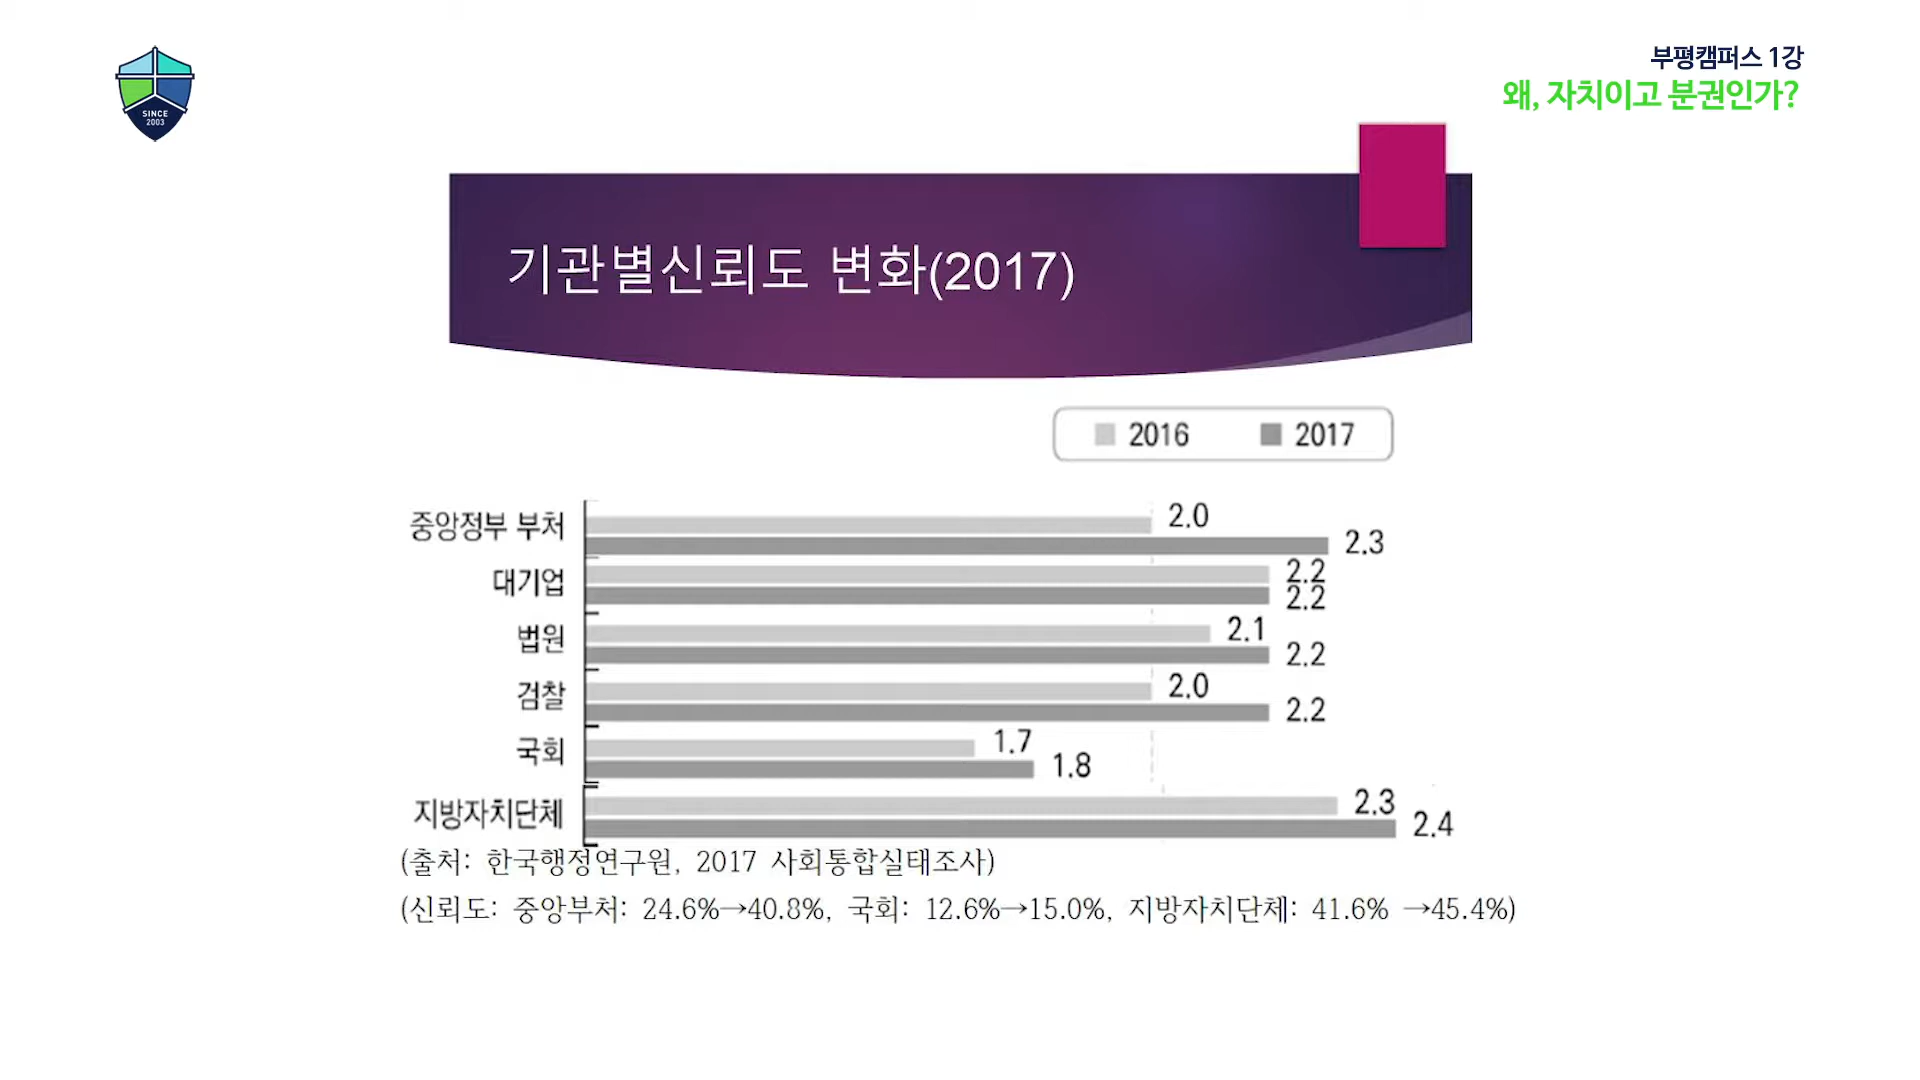 SINCE
2003
부평캠퍼스 1강
왜, 자치이고 분권인가?
기관별신뢰도 변화(2017)
2016 2017
중앙정부 부처 2.0
2.3
대기업 2.2
2.2
법원 2.1
2.2
검찰 2.0
2.2
국회 1.7
1.8
지방자치단체 2.3
2.4
(출처: 한국행정연구원, 2017 사회통합실태조사)
(신뢰도: 중앙부처: 24.6%→40.8%, 국회: 12.6%→15.0%, 지방자치단체: 41.6% →45.4%)